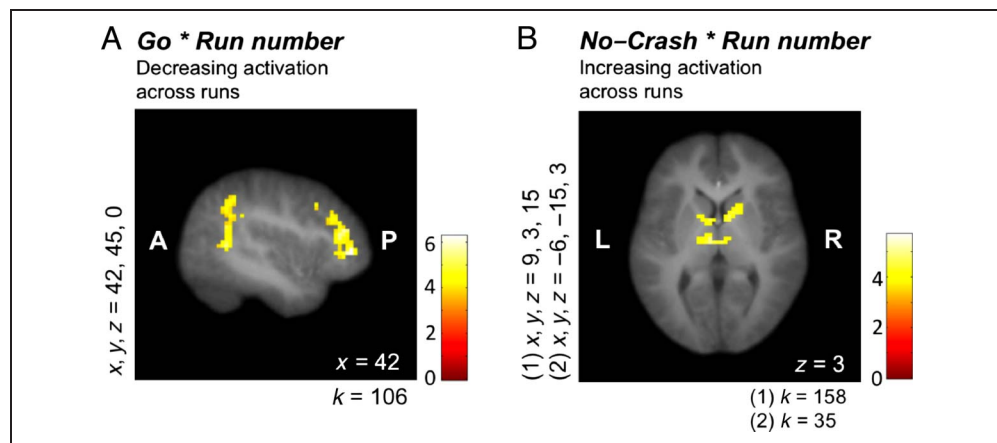 A Go * Run number
Decreasing activation
across runs
x, y, z = 42, 45, 0
A
P
6
4
2
0
x = 42
k = 106
B No–Crash * Run number
Increasing activation
across runs
(1) x, y, z = 9, 3, 15
(2) x, y, z = –6, –15, 3
L
R
4
2
0
z = 3
(1) k = 158
(2) k = 35